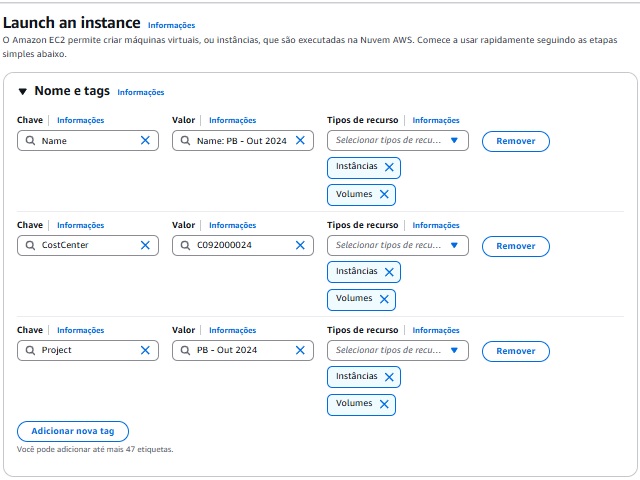 Launch an instance Informações
O Amazon EC2 permite criar máquinas virtuais, ou instâncias, que são executadas na Nuvem AWS. Comece a usar rapidamente seguindo as etapas
simples abaixo.
Nome e tags Informações
Chave Informações Valor Informações Tipos de recurso Informações
Name Name: PB - Out 2024 Selecionar tipos de recu... Remover
Instâncias
Volumes
Chave Informações Valor Informações Tipos de recurso Informações
CostCenter C092000024 Selecionar tipos de recu... Remover
Instâncias
Volumes
Chave Informações Valor Informações Tipos de recurso Informações
Project PB - Out 2024 Selecionar tipos de recu... Remover
Instâncias
Volumes
Adicionar nova tag
Você pode adicionar até mais 47 etiquetas.